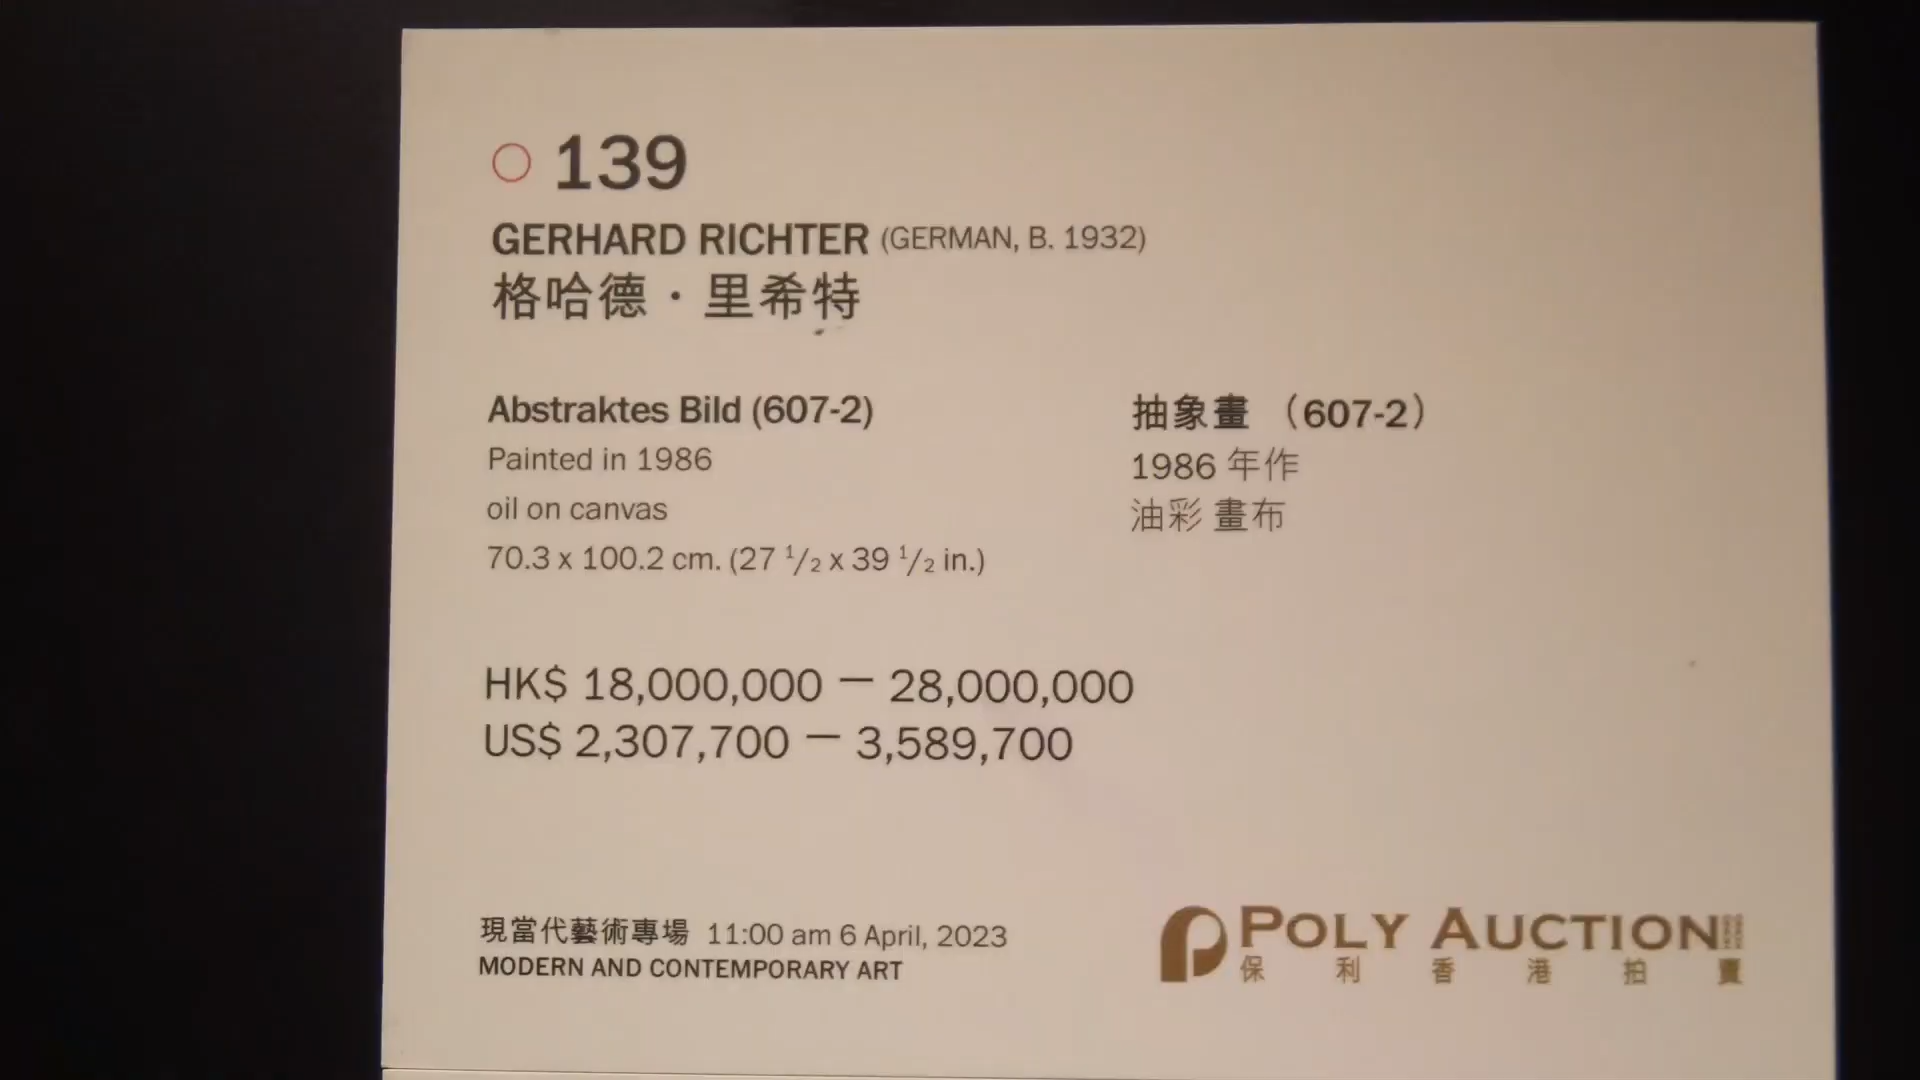 ○ 139
GERHARD RICHTER (GERMAN, B. 1932)
格哈德·里希特
Abstraktes Bild (607-2)
Painted in 1986
oil on canvas
70.3 x 100.2 cm. (27 1/2 x 39 1/2 in.)
抽象畫 （607-2）
1986 年作
油彩 畫布
HK$ 18,000,000 — 28,000,000
US$ 2,307,700 — 3,589,700
現當代藝術專場 11:00 am 6 April, 2023
MODERN AND CONTEMPORARY ART
POLY AUCTION
保利香港拍賣